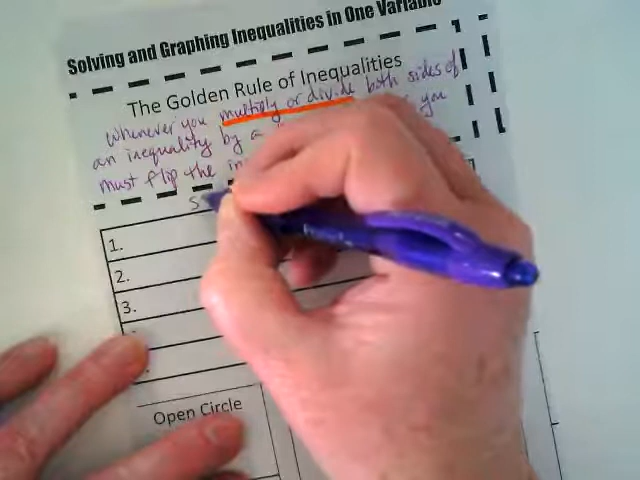 Solving and Graphing Inequalities in One Variable
The Golden Rule of Inequalities
Whenever you multiply or divide both sides of
an inequality by a you
must flip the
S
1.
2.
3.
Open Circle